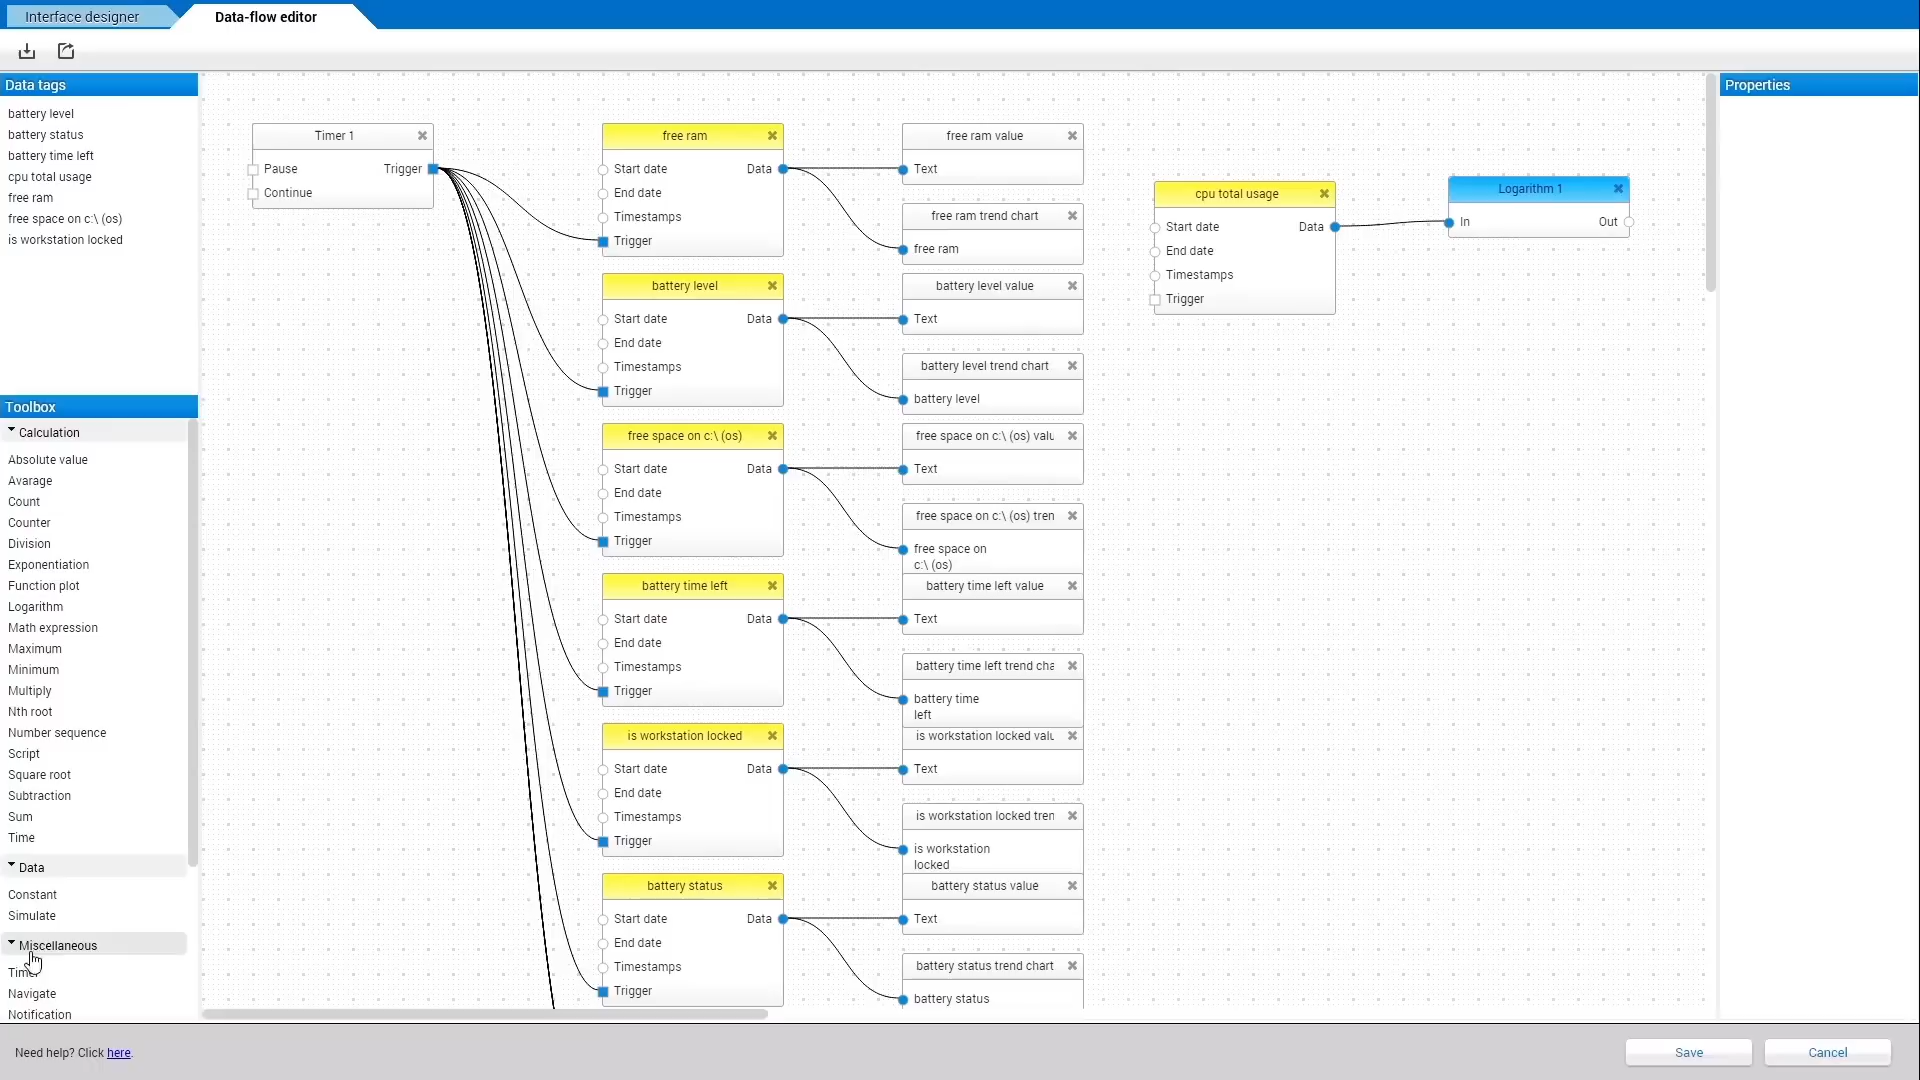 Interface designer
Data-flow editor
Data tags
battery level
battery status
battery time left
cpu total usage
free ram
free space on c:\ (os)
is workstation locked
Toolbox
Calculation
Absolute value
Avarage
Count
Counter
Division
Exponentiation
Function plot
Logarithm
Math expression
Maximum
Minimum
Multiply
Nth root
Number sequence
Script
Square root
Subtraction
Sum
Time
Data
Constant
Simulate
Miscellaneous
Timer
Navigate
Notification
Timer 1
Pause
Trigger
Continue
free ram
Start date
Data
End date
Timestamps
Trigger
battery level
Start date
Data
End date
Timestamps
Trigger
free space on c:\ (os)
Start date
Data
End date
Timestamps
Trigger
battery time left
Start date
Data
End date
Timestamps
Trigger
is workstation locked
Start date
Data
End date
Timestamps
Trigger
battery status
Start date
Data
End date
Timestamps
Trigger
free ram value
Text
free ram trend chart
free ram
battery level value
Text
battery level trend chart
battery level
free space on c:\ (os) valu
Text
free space on c:\ (os) tren
free space on
c:\ (os)
battery time left value
Text
battery time left trend cha
battery time
left
is workstation locked valu
Text
is workstation locked tren
is workstation
locked
battery status value
Text
battery status trend chart
battery status
cpu total usage
Start date
Data
End date
Timestamps
Trigger
Logarithm 1
In
Out
Properties
Need help? Click here.
Save
Cancel